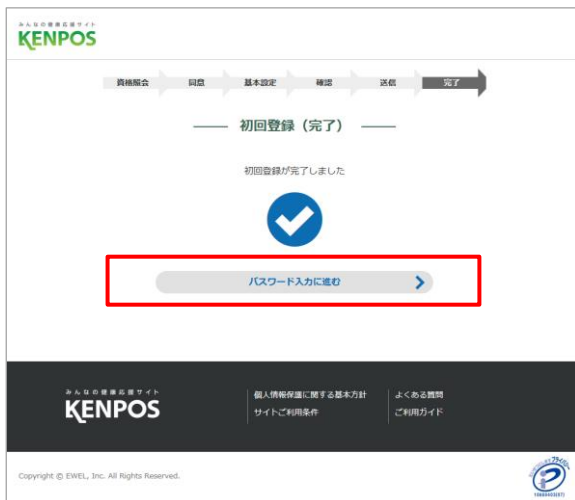 みんなの健康応援サイト
KENPOS
資格照会 同意 基本設定 確認 送信 完了
初回登録（完了）
初回登録が完了しました
パスワード入力に進む
みんなの健康応援サイト
KENPOS
個人情報保護に関する基本方針
サイトご利用条件
よくある質問
ご利用ガイド
Copyright © EWEL, Inc. All Rights Reserved.